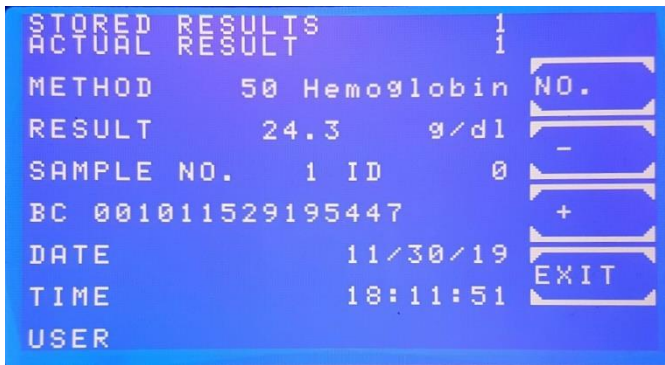 STORED RESULTS 1
ACTUAL RESULT 1
METHOD 50 Hemoglobin
NO.
RESULT 24.3 g/dl
-
SAMPLE NO. 1 ID 0
BC 001011529195447
+
DATE 11/30/19
EXIT
TIME 18:11:51
USER